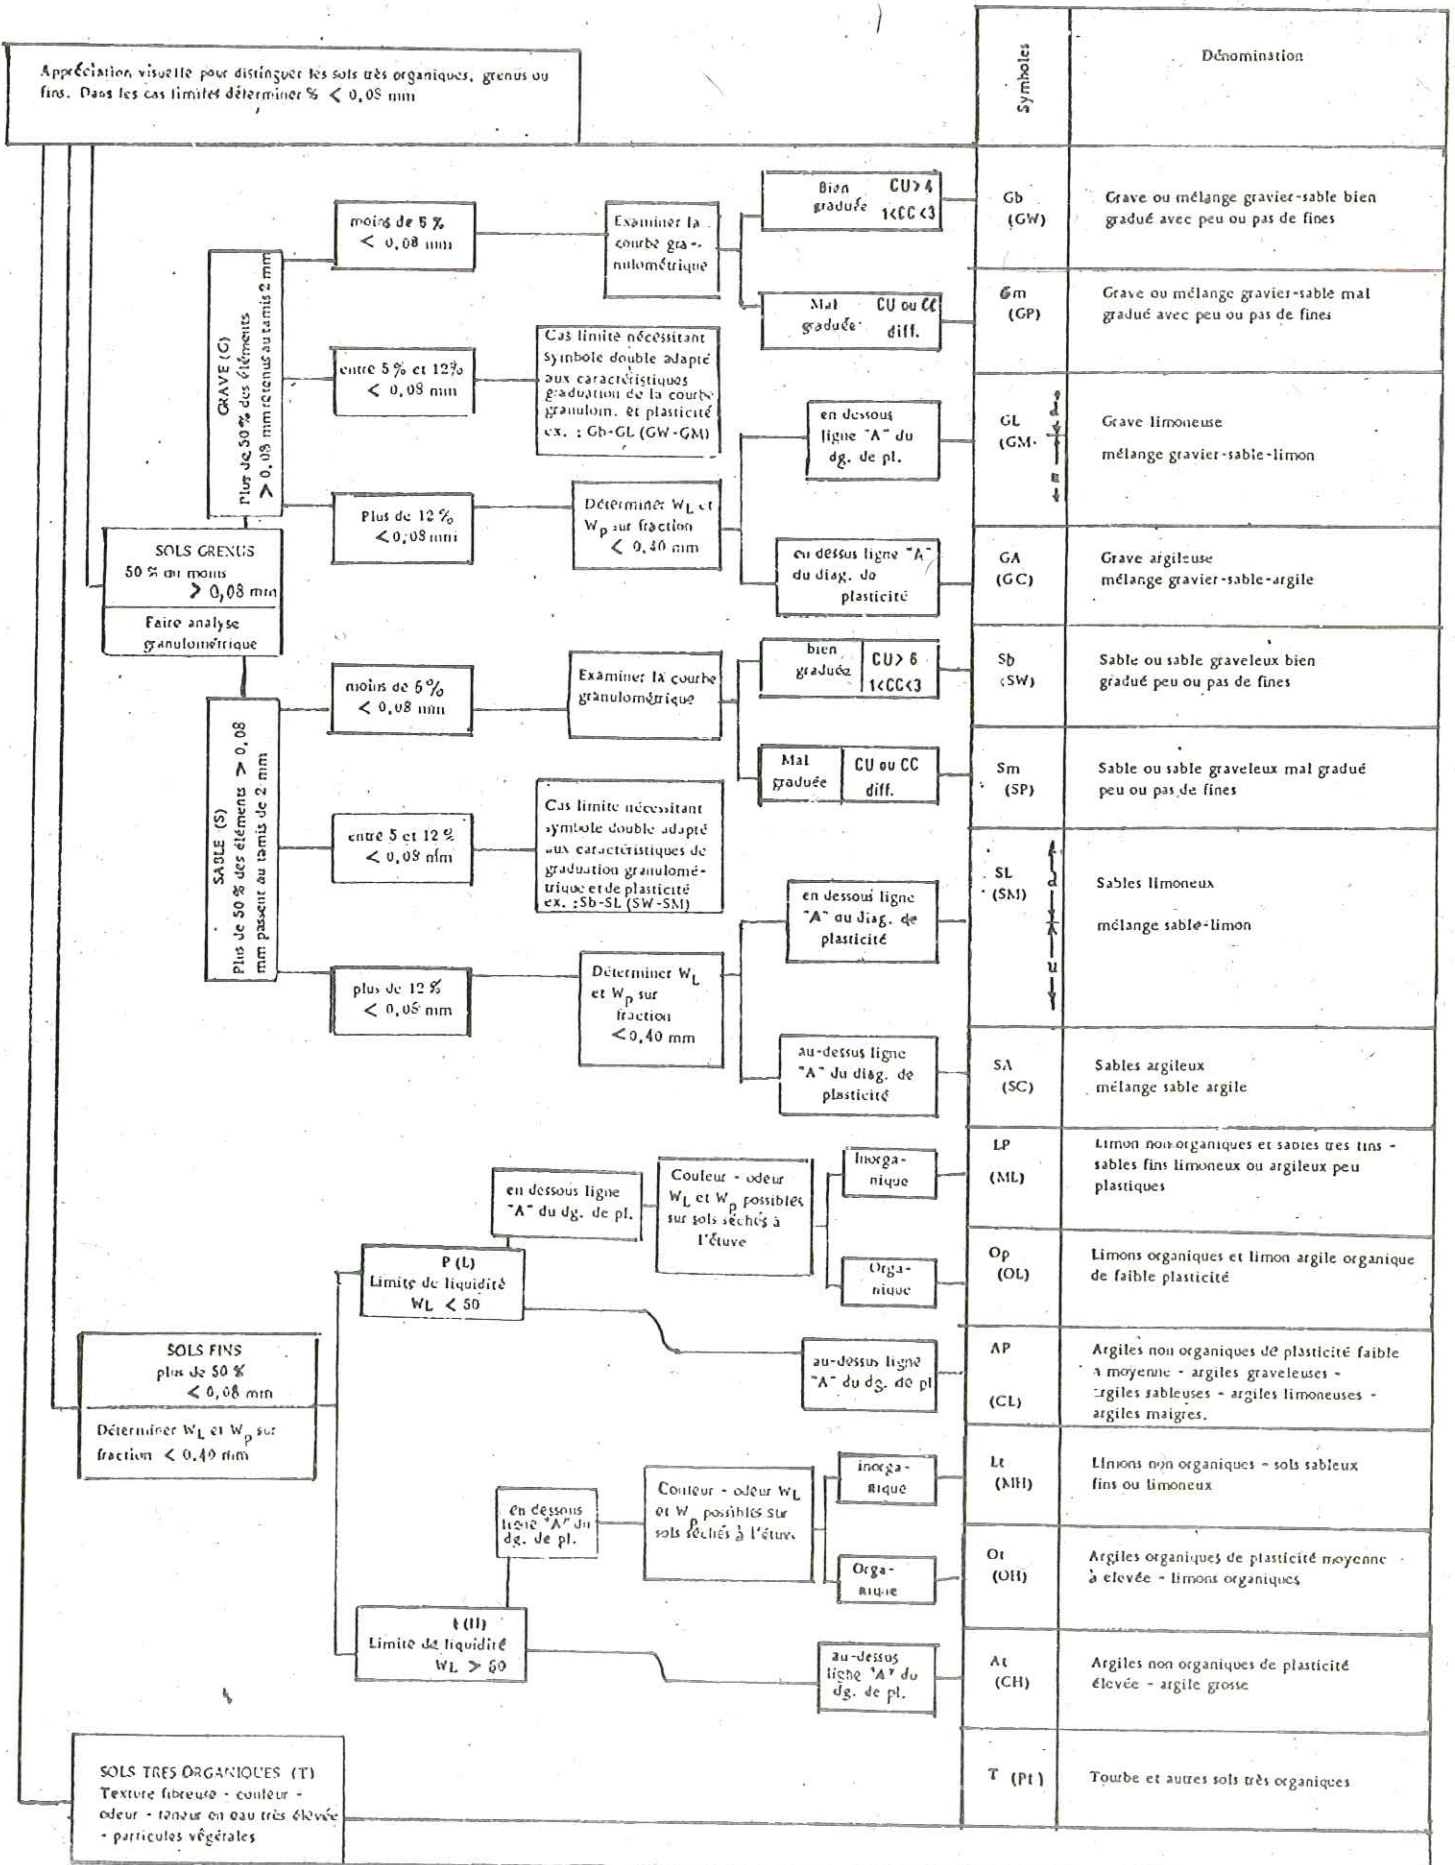 Symboles
Dénomination
Appréciation visuelle pour distinguer les sols très organiques, grenus ou
fins. Dans les cas limites déterminer % < 0,08 mm
GRAVE (G)
Plus de 50 % des éléments
> 0,08 mm retenus au tamis 2 mm
moins de 5 %
< 0,08 mm
Examiner la
courbe gra-
nulométrique
Bien
graduée
CU>4
1<CC<3
Gb
(GW)
Grave ou mélange gravier-sable bien
gradué avec peu ou pas de fines
Mal
graduée
CU ou CC
diff.
Gm
(GP)
Grave ou mélange gravier-sable mal
gradué avec peu ou pas de fines
entre 5 % et 12%
< 0,08 mm
Cas limite nécessitant
symbole double adapté
aux caractéristiques
graduation de la courbe
granulom. et plasticité
ex. : Gb-GL (GW-GM)
Plus de 12 %
< 0,08 mm
Déterminer WL et
Wp sur fraction
< 0,40 mm
en dessous
ligne "A" du
dg. de pl.
GL
(GM
d
Grave limoneuse
mélange gravier-sable-limon
en dessus ligne "A"
du diag. de
plasticité
GA
(GC)
Grave argileuse
mélange gravier-sable-argile
SOLS GRENUS
50 % au moins
> 0,08 mm
Faire analyse
granulométrique
SABLE (S)
Plus de 50 % des éléments > 0,08
mm passent au tamis de 2 mm
moins de 5%
< 0,08 mm
Examiner la courbe
granulométrique
bien
graduée
CU> 6
1<CC<3
Sb
(SW)
Sable ou sable graveleux bien
gradué peu ou pas de fines
Mal
graduée
CU ou CC
diff.
Sm
(SP)
Sable ou sable graveleux mal gradué
peu ou pas de fines
entre 5 et 12 %
< 0,08 mm
Cas limite nécessitant
symbole double adapté
aux caractéristiques de
graduation granulomé-
trique et de plasticité
ex. :Sb-SL (SW-SM)
plus de 12 %
Déterminer WL
et Wp sur
fraction
<0,40 mm
en dessous ligne
"A" du diag. de
plasticité
SL
(SM)
d
u
Sables limoneux
mélange sable-limon
au-dessus ligne
"A" du diag. de
plasticité
SA
(SC)
Sables argileux
mélange sable argile
SOLS FINS
plus de 50 %
< 0,08 mm
Déterminer WL et Wp sur
fraction < 0,40 mm
P (L)
Limite de liquidité
WL < 50
en dessous ligne
"A" du dg. de pl.
Couleur - odeur
WL et Wp possibles
sur sols séchés à
l'étuve
Inorga-
nique
LP
(ML)
Limon non organiques et sables très fins -
sables fins limoneux ou argileux peu
plastiques
Orga-
nique
Op
(OL)
Limons organiques et limon argile organique
de faible plasticité
au-dessus ligne
"A" du dg. de pl
AP
(CL)
Argiles non organiques de plasticité faible
à moyenne - argiles graveleuses -
argiles sableuses - argiles limoneuses -
argiles maigres.
t (H)
Limite de liquidité
WL > 50
en dessous
ligne "A" du
dg. de pl.
Couleur - odeur WL
et Wp possibles sur
sols séchés à l'étuve
inorga-
nique
Lt
(MH)
Limons non organiques - sols sableux
fins ou limoneux
Orga-
nique
Ot
(OH)
Argiles organiques de plasticité moyenne
à elevée - limons organiques
au-dessus
ligne "A" du
dg. de pl.
At
(CH)
Argiles non organiques de plasticité
élevée - argile grosse
SOLS TRES ORGANIQUES (T)
Texture fibreuse - couleur -
odeur - teneur en eau très élevée
- particules végétales
T (Pt)
Tourbe et autres sols très organiques